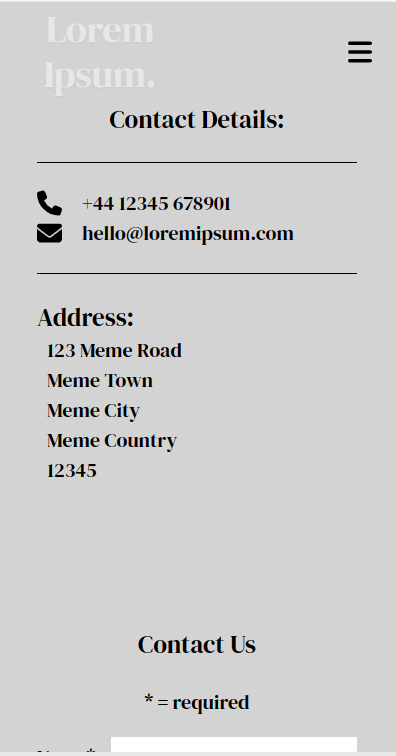 Lorem
Ipsum.
Contact Details:
+44 12345 678901
hello@loremipsum.com
Address:
123 Meme Road
Meme Town
Meme City
Meme Country
12345
Contact Us
* = required